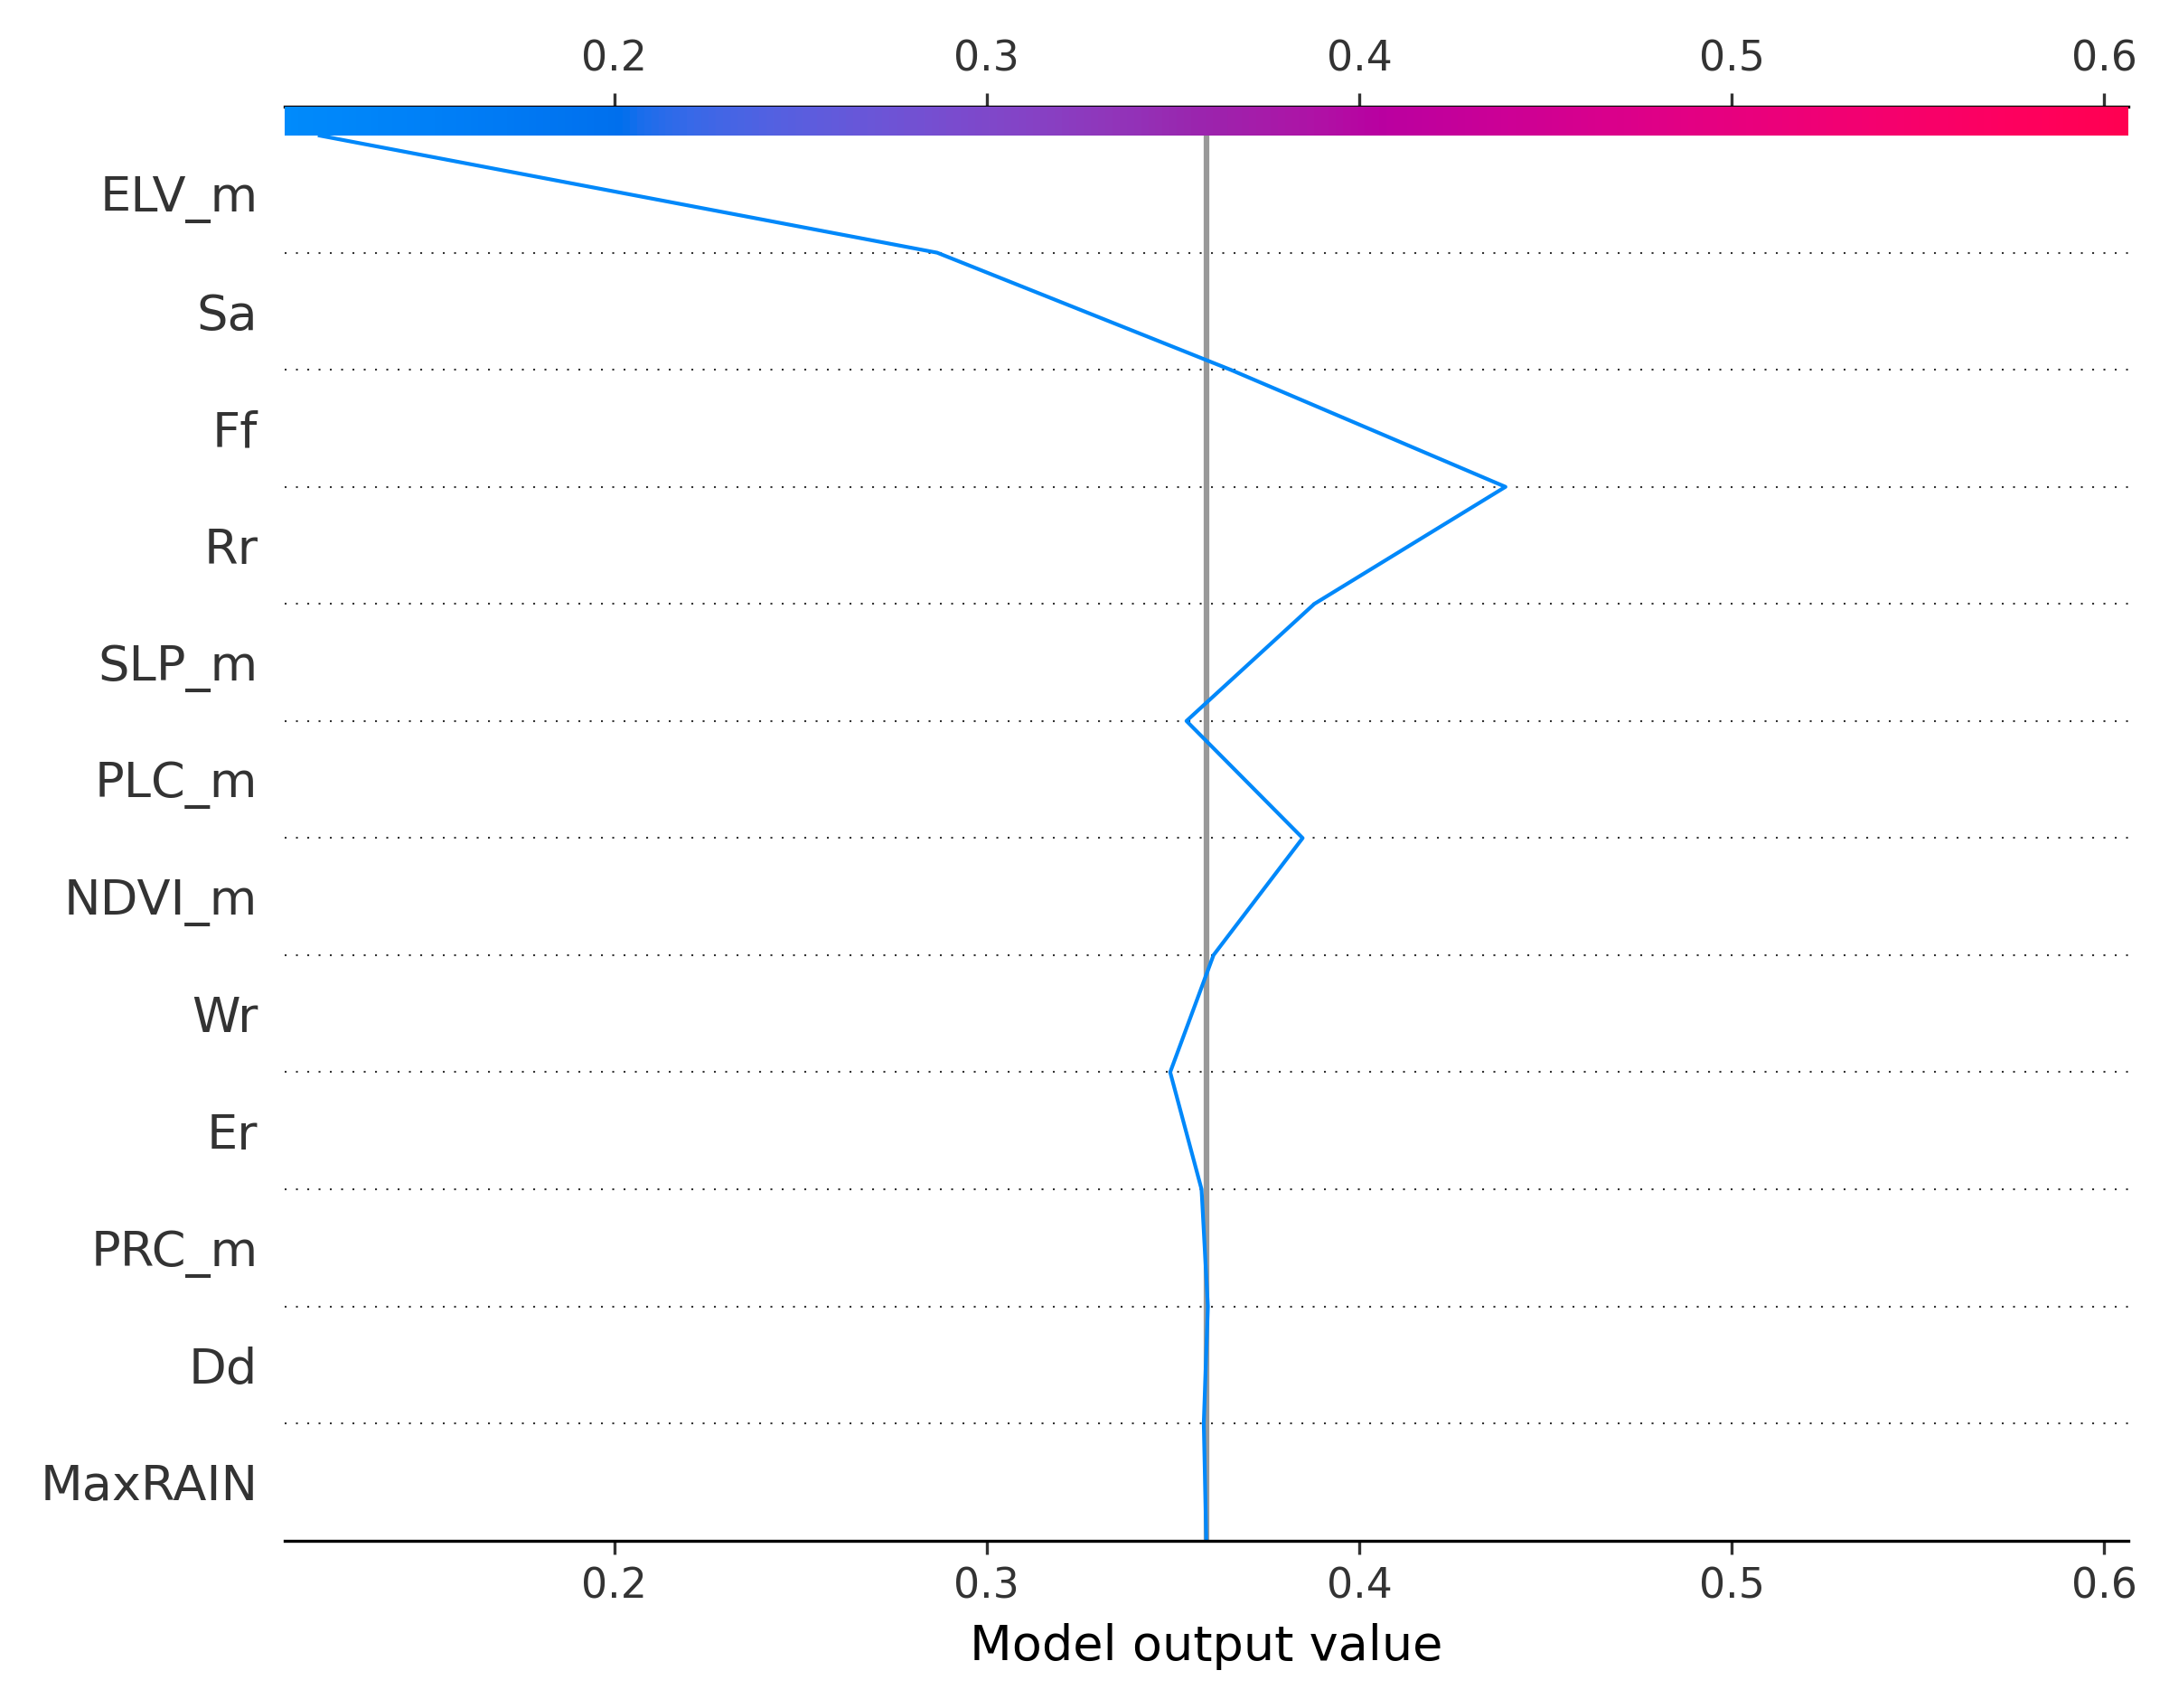 0.2 0.3 0.4 0.5 0.6
ELV_m
Sa
Ff
Rr
SLP_m
PLC_m
NDVI_m
Wr
Er
PRC_m
Dd
MaxRAIN
0.2 0.3 0.4 0.5 0.6
Model output value